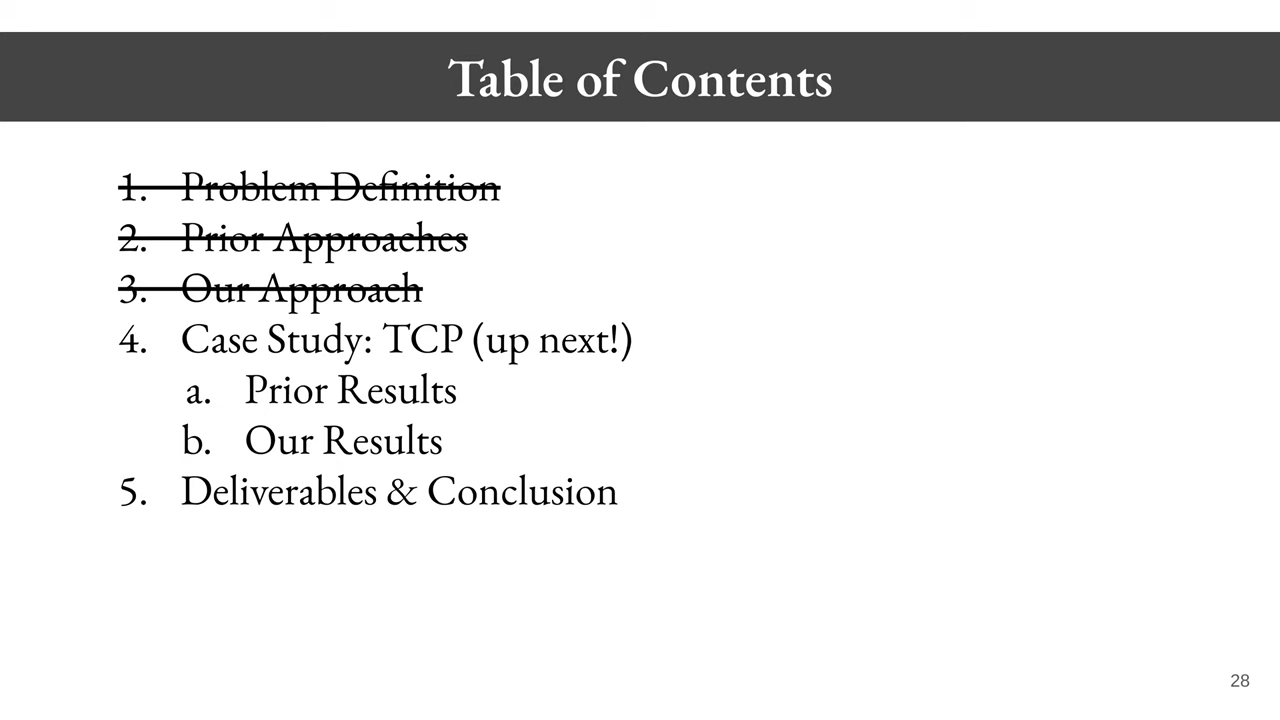 Table of Contents
1. Problem Definition
2. Prior Approaches
3. Our Approach
4. Case Study: TCP (up next!)
a. Prior Results
b. Our Results
5. Deliverables & Conclusion
28